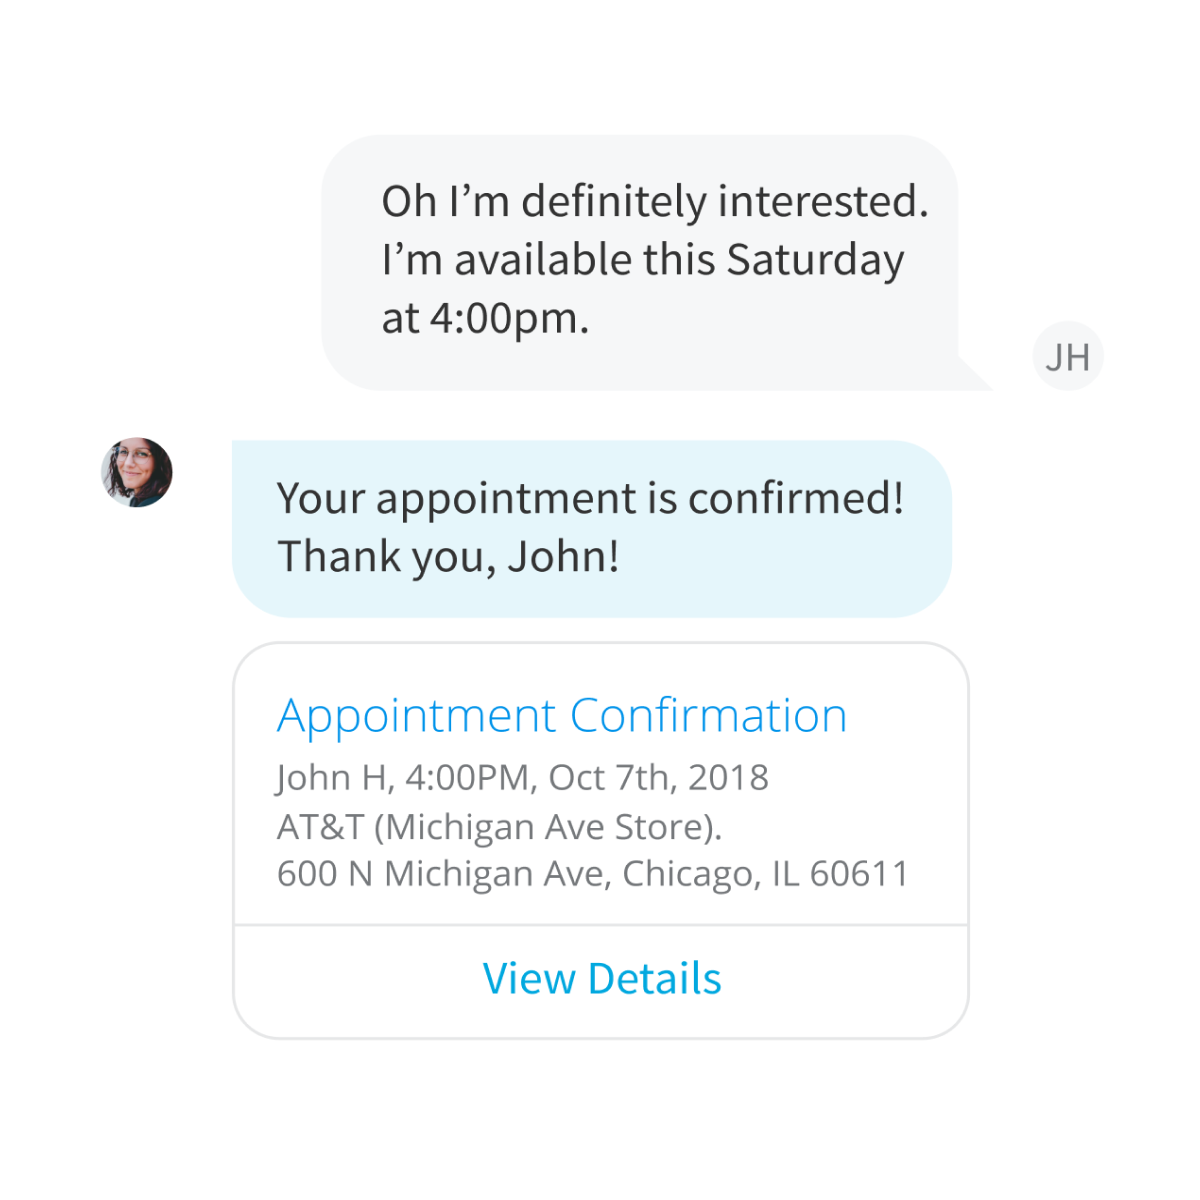 Oh I’m definitely interested.
I’m available this Saturday
at 4:00pm.
JH
Your appointment is confirmed!
Thank you, John!
Appointment Confirmation
John H, 4:00PM, Oct 7th, 2018
AT&T (Michigan Ave Store).
600 N Michigan Ave, Chicago, IL 60611
View Details